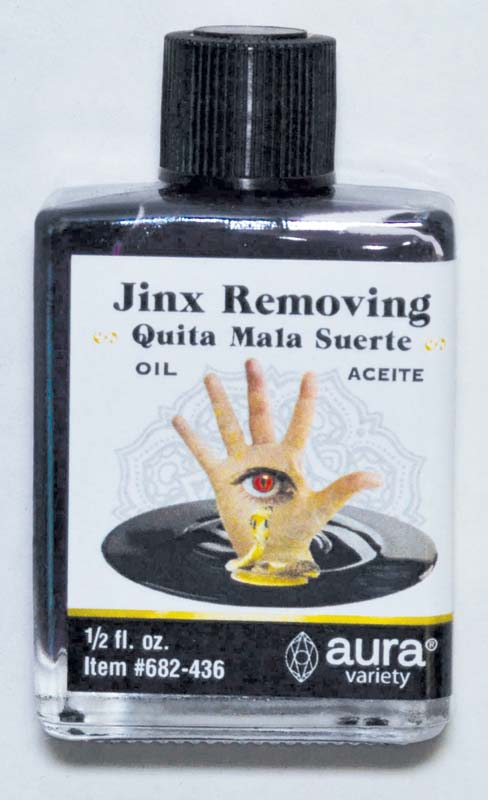 Jinx Removing
Quita Mala Suerte
OIL ACEITE
1/2 fl. oz.
Item #682-436
aura®
variety